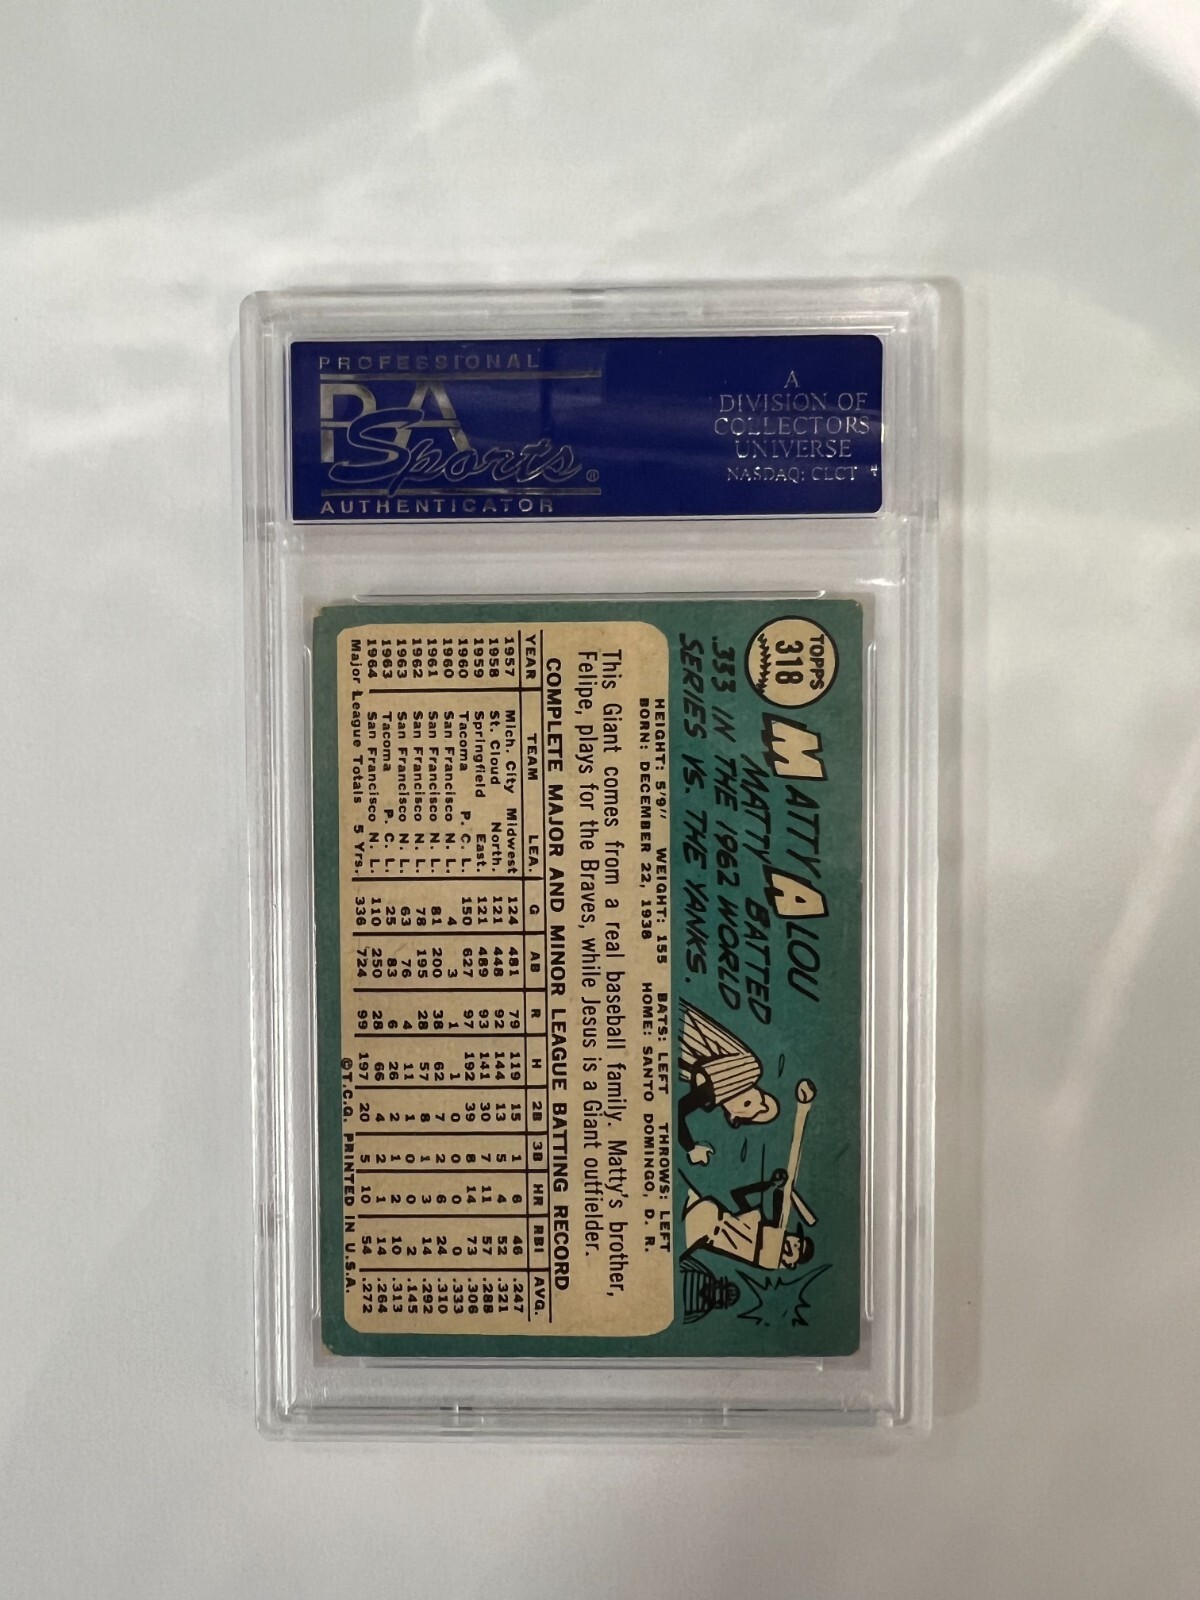 PROFESSIONAL
PSA
Sports®
AUTHENTICATOR
A
DIVISION OF
COLLECTORS
UNIVERSE
NASDAQ: CLCT
TOPPS
318
MATTY ALOU
MATTY BATTED
.333 IN THE 1962 WORLD
SERIES VS. THE YANKS.
HEIGHT: 5'9" WEIGHT: 155 BATS: LEFT THROWS: LEFT
BORN: DECEMBER 22, 1938 HOME: SANTO DOMINGO, D. R.
This Giant comes from a real baseball family. Matty's brother,
Felipe, plays for the Braves, while Jesus is a Giant outfielder.
COMPLETE MAJOR AND MINOR LEAGUE BATTING RECORD
YEAR TEAM LEA. G AB R H 2B 3B HR RBI AVG.
1957 Mich. City Midwest 124 481 79 119 15 1 6 46 .247
1958 St. Cloud North. 121 448 92 144 13 5 4 52 .321
1959 Springfield East. 121 489 93 141 30 7 11 57 .288
1960 Tacoma P. C. L. 150 627 97 192 39 8 14 73 .306
1960 San Francisco N. L. 4 3 1 1 0 0 0 0 .333
1961 San Francisco N. L. 81 200 38 62 7 2 6 24 .310
1962 San Francisco N. L. 78 195 28 57 8 1 3 14 .292
1963 San Francisco N. L. 63 76 4 11 1 0 0 2 .145
1963 Tacoma P. C. L. 25 83 6 26 2 1 2 10 .313
1964 San Francisco N. L. 110 250 28 66 4 2 1 14 .264
Major League Totals 5 Yrs. 336 724 99 197 20 5 10 54 .272
©T.C.G. PRINTED IN U.S.A.